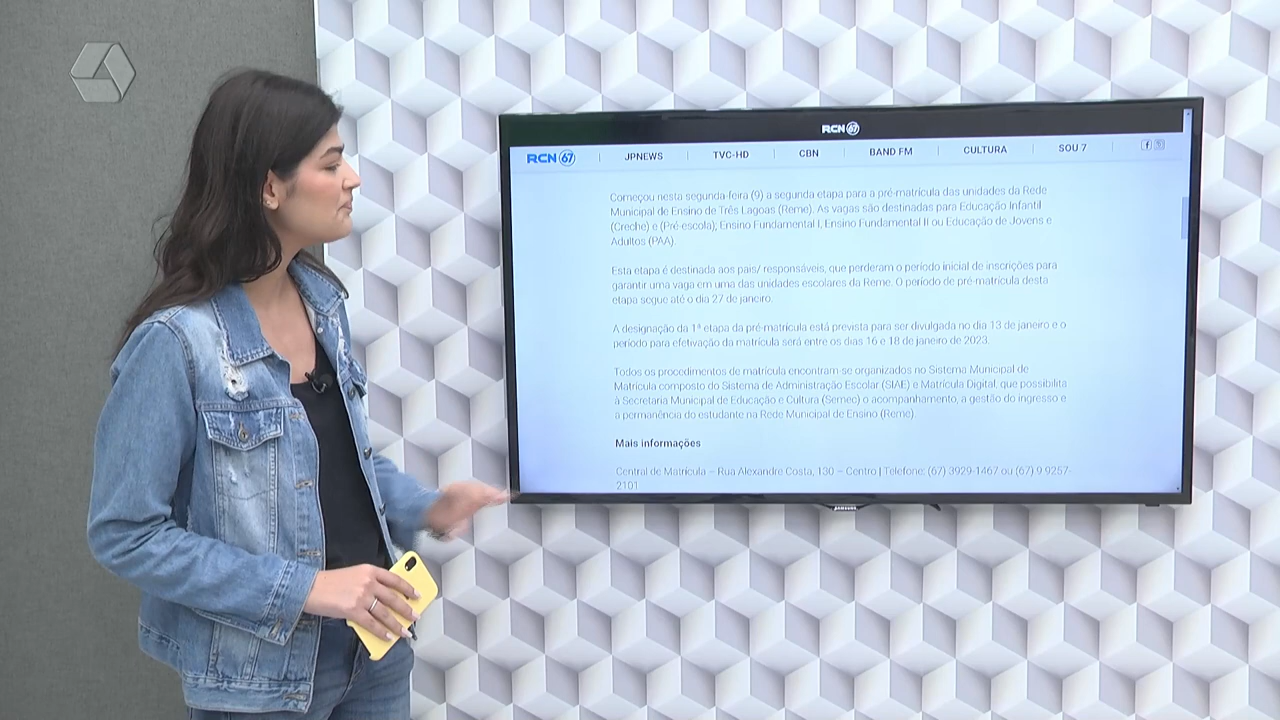 RCN 67
RCN 67
JPNEWS
TVC-HD
CBN
BAND FM
CULTURA
SOU 7
Começou nesta segunda-feira (9) a segunda etapa para a pré-matrícula das unidades da Rede
Municipal de Ensino de Três Lagoas (Reme). As vagas são destinadas para Educação Infantil
(Creche) e (Pré-escola); Ensino Fundamental I, Ensino Fundamental II ou Educação de Jovens e
Adultos (PAA).
Esta etapa é destinada aos pais/ responsáveis, que perderam o período inicial de inscrições para
garantir uma vaga em uma das unidades escolares da Reme. O período de pré-matrícula desta
etapa segue até o dia 27 de janeiro.
A designação da 1ª etapa da pré-matrícula está prevista para ser divulgada no dia 13 de janeiro e o
período para efetivação da matrícula será entre os dias 16 e 18 de janeiro de 2023.
Todos os procedimentos de matrícula encontram-se organizados no Sistema Municipal de
Matrícula composto do Sistema de Administração Escolar (SIAE) e Matrícula Digital, que possibilita
à Secretaria Municipal de Educação e Cultura (Semec) o acompanhamento, a gestão do ingresso e
a permanência do estudante na Rede Municipal de Ensino (Reme).
Mais informações
Central de Matrícula – Rua Alexandre Costa, 130 – Centro | Telefone: (67) 3929-1467 ou (67) 9 9257-
2101
SAMSUNG